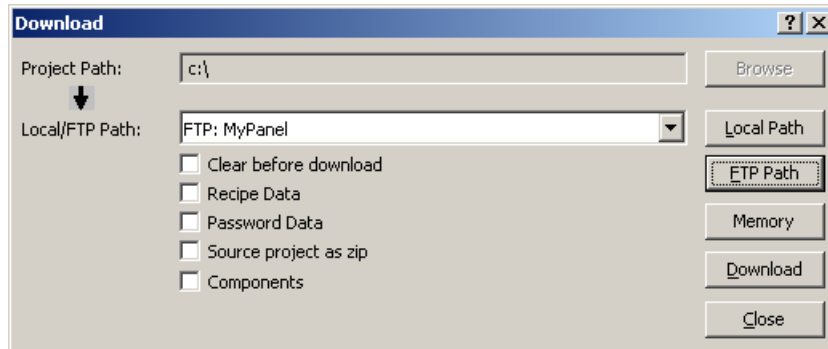 Download
Project Path: c:\ Browse
Local/FTP Path: FTP: MyPanel Local Path
Clear before download
FTP Path
Recipe Data
Password Data Memory
Source project as zip
Download
Components
Close